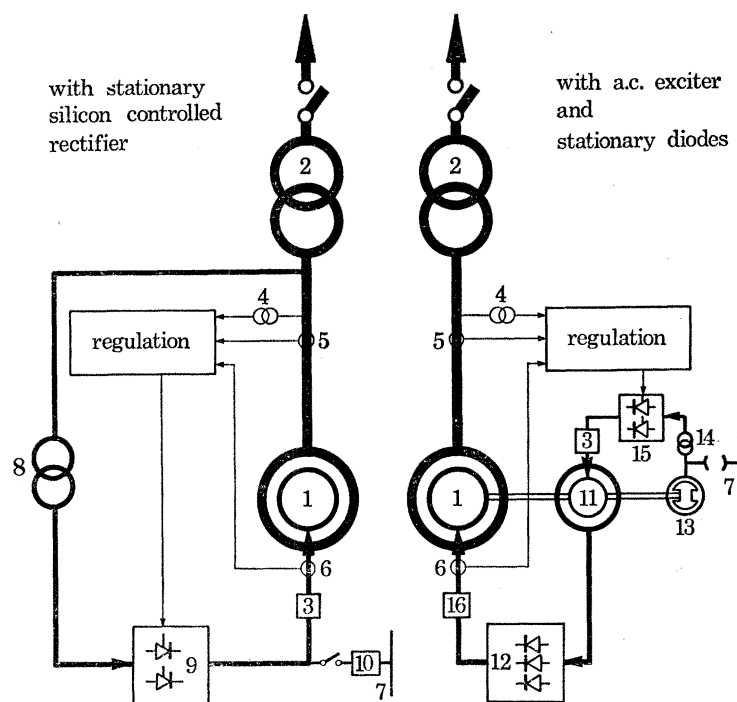 with stationary
silicon controlled
rectifier
2
4
regulation
5
8
1
6
3
9
10
7
with a.c. exciter
and
stationary diodes
2
4
5
regulation
3
15
14
7
1
11
13
6
16
12